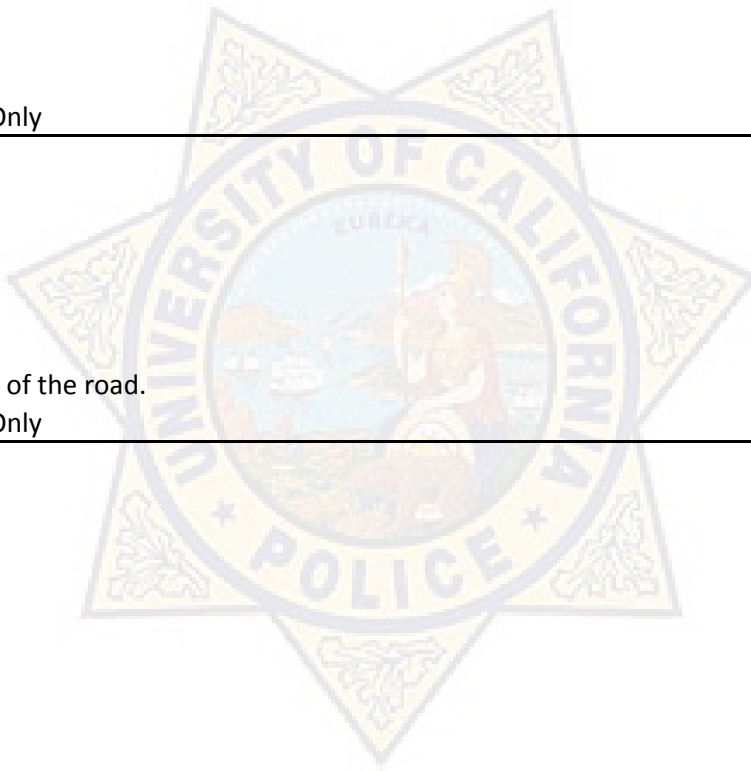 Only
UNIVERSITY OF CALIFORNIA
EUREKA
of the road.
Only
POLICE